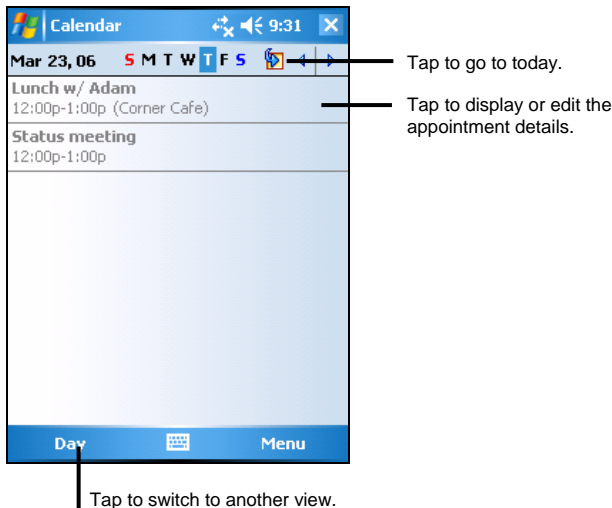 Calendar 9:31
Mar 23, 06 S M T W T F S
Tap to go to today.
Lunch w/ Adam
12:00p-1:00p (Corner Cafe)
Tap to display or edit the
appointment details.
Status meeting
12:00p-1:00p
Day Menu
Tap to switch to another view.